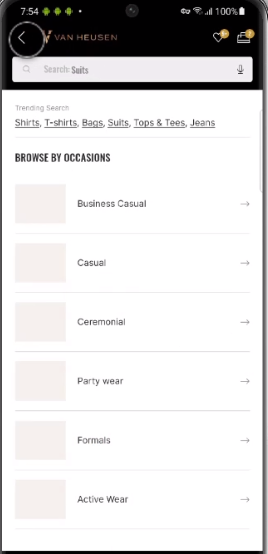 7:54
100%
VAN HEUSEN
Search: Suits
Trending Search
Shirts, T-shirts, Bags, Suits, Tops & Tees, Jeans
BROWSE BY OCCASIONS
Business Casual
Casual
Ceremonial
Party wear
Formals
Active Wear